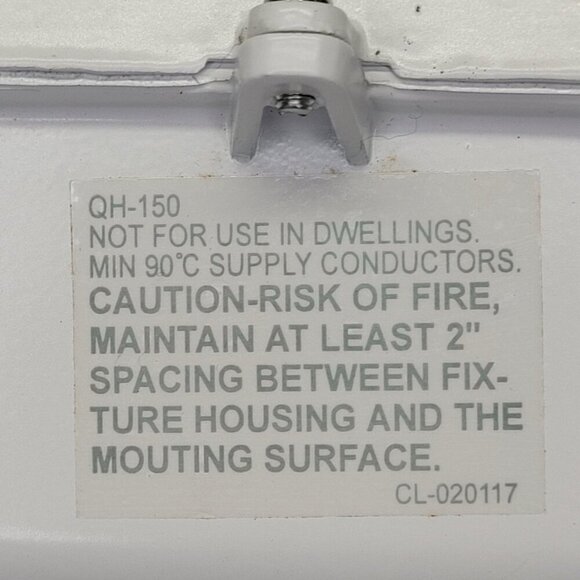 QH-150
NOT FOR USE IN DWELLINGS.
MIN 90°C SUPPLY CONDUCTORS.
CAUTION-RISK OF FIRE,
MAINTAIN AT LEAST 2"
SPACING BETWEEN FIX-
TURE HOUSING AND THE
MOUTING SURFACE.
CL-020117